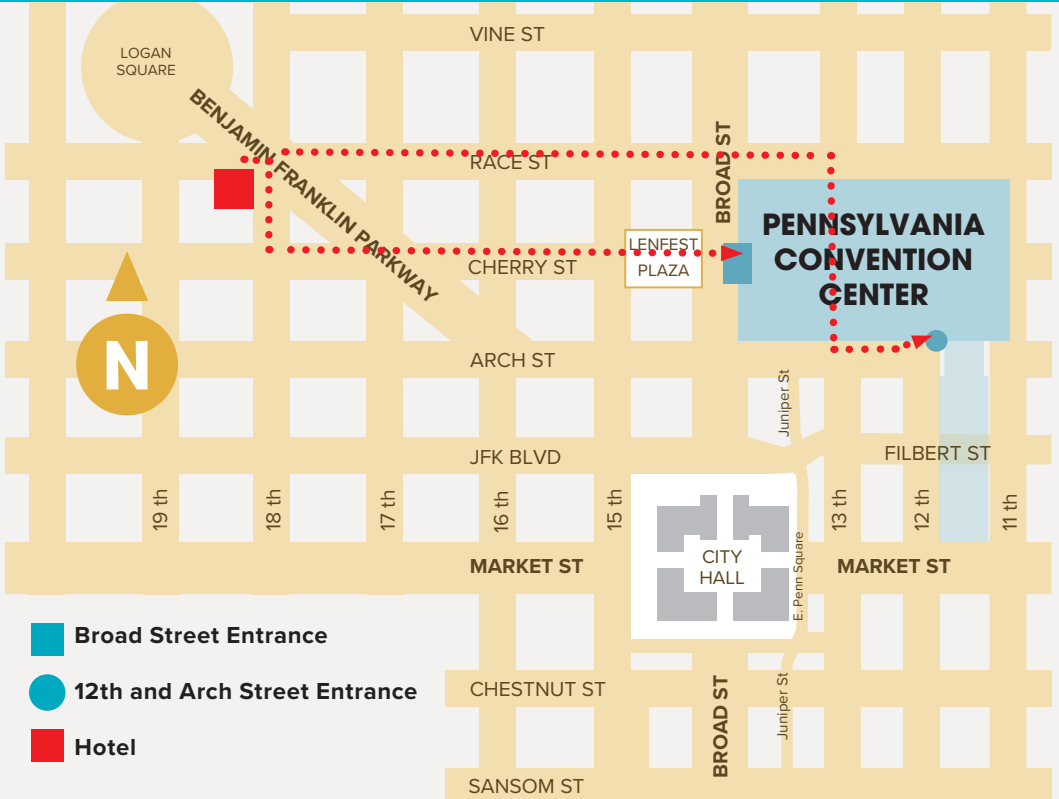 VINE ST
LOGAN
SQUARE
BENJAMIN FRANKLIN PARKWAY
RACE ST
BROAD ST
PENNSYLVANIA
CONVENTION
CENTER
LENFEST
PLAZA
CHERRY ST
N
ARCH ST
Juniper St
JFK BLVD
FILBERT ST
19 th
18 th
17 th
16 th
15 th
13 th
12 th
11 th
CITY
HALL
E. Penn Square
MARKET ST
MARKET ST
Broad Street Entrance
12th and Arch Street Entrance
Hotel
CHESTNUT ST
BROAD ST
Juniper St
SANSOM ST